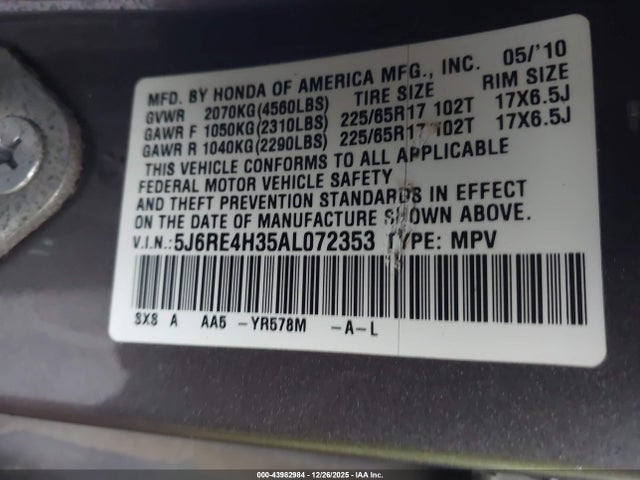 MFD. BY HONDA OF AMERICA MFG., INC. 05/'10
GVWR 2070KG(4560LBS) TIRE SIZE RIM SIZE
GAWR F 1050KG(2310LBS) 225/65R17 102T 17X6.5J
GAWR R 1040KG(2290LBS) 225/65R17 102T 17X6.5J
THIS VEHICLE CONFORMS TO ALL APPLICABLE
FEDERAL MOTOR VEHICLE SAFETY
AND THEFT PREVENTION STANDARDS IN EFFECT
ON THE DATE OF MANUFACTURE SHOWN ABOVE.
V.I.N.:5J6RE4H35AL072353 TYPE: MPV
SXS A AA5 -YR578M -A-L
000-43982984 - 12/26/2025 - IAA Inc.